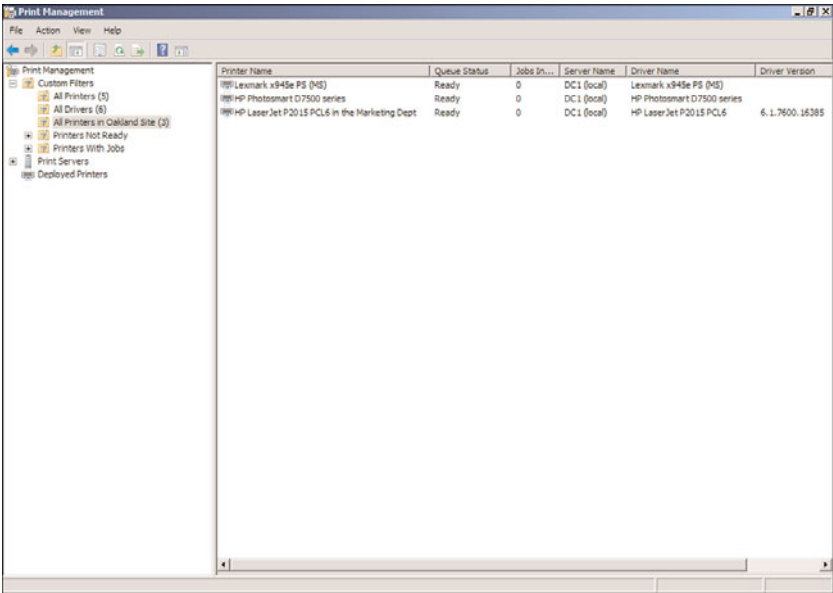 Print Management
File Action View Help
Print Management
Custom Filters
All Printers (5)
All Drivers (6)
All Printers in Oakland Site (3)
Printers Not Ready
Printers With Jobs
Print Servers
Deployed Printers
Printer Name Queue Status Jobs In... Server Name Driver Name Driver Version
Lexmark x945e PS (MS) Ready 0 DC1 (local) Lexmark x945e PS (MS)
HP Photosmart D7500 series Ready 0 DC1 (local) HP Photosmart D7500 series
HP LaserJet P2015 PCL6 in the Marketing Dept Ready 0 DC1 (local) HP LaserJet P2015 PCL6 6.1.7600.16385